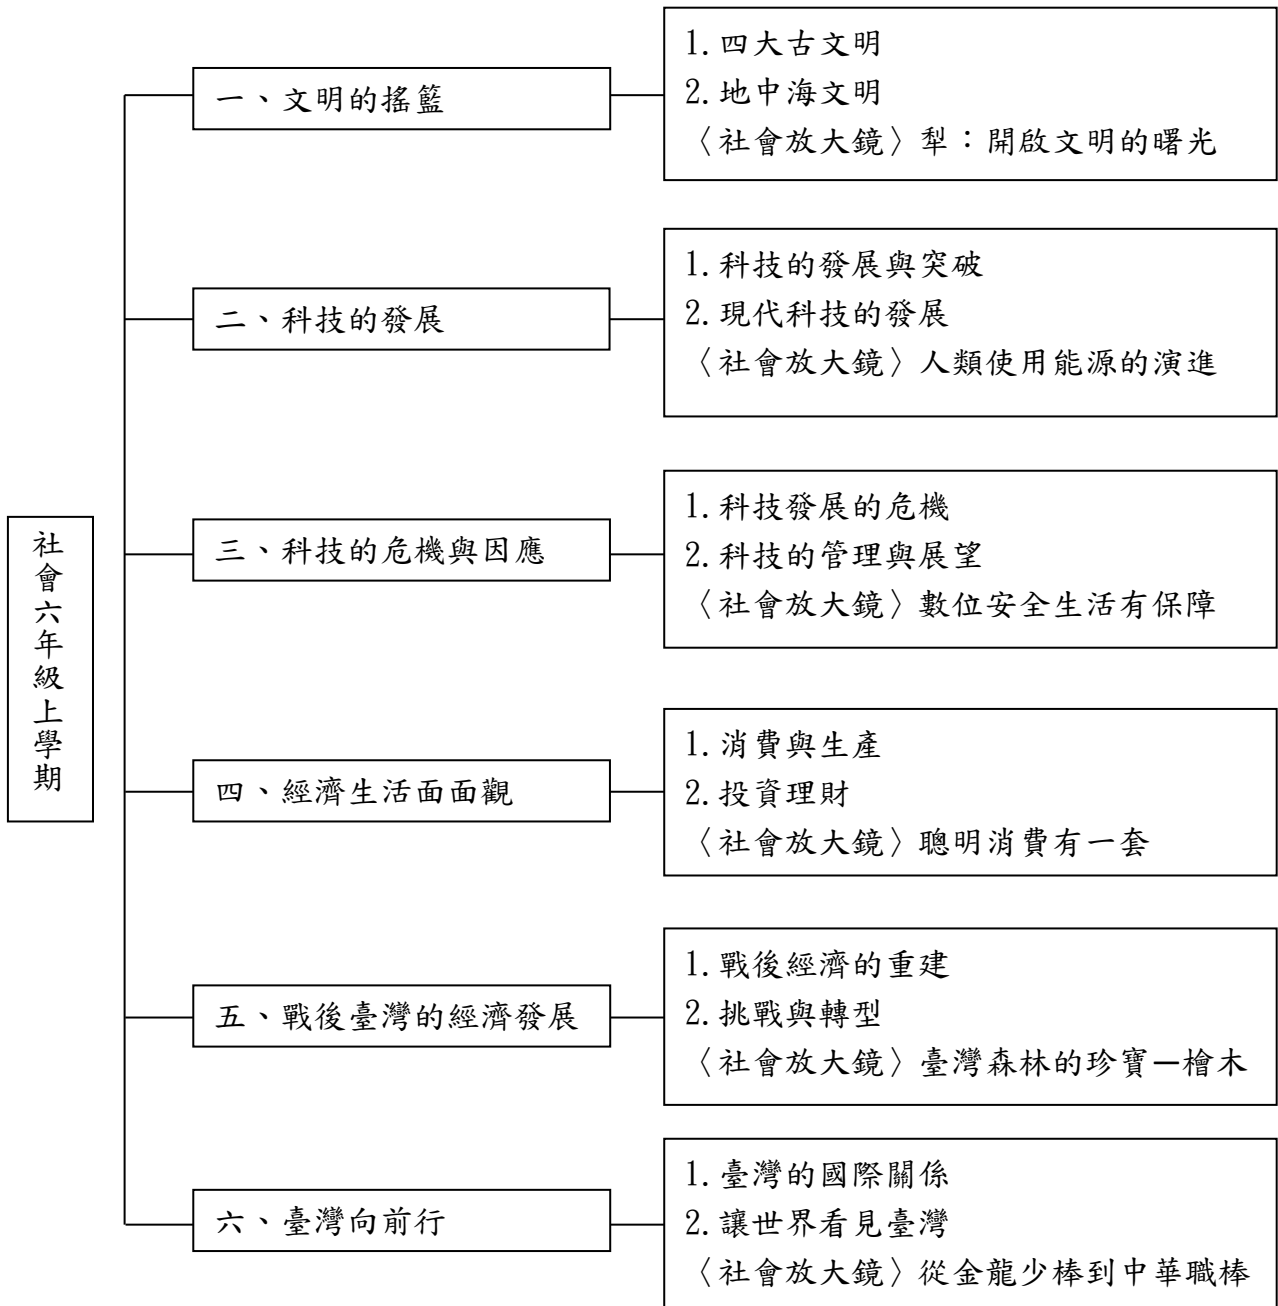 社會六年級上學期
一、文明的搖籃
1.四大古文明
2.地中海文明
〈社會放大鏡〉犁：開啟文明的曙光
二、科技的發展
1.科技的發展與突破
2.現代科技的發展
〈社會放大鏡〉人類使用能源的演進
三、科技的危機與因應
1.科技發展的危機
2.科技的管理與展望
〈社會放大鏡〉數位安全生活有保障
四、經濟生活面面觀
1.消費與生產
2.投資理財
〈社會放大鏡〉聰明消費有一套
五、戰後臺灣的經濟發展
1.戰後經濟的重建
2.挑戰與轉型
〈社會放大鏡〉臺灣森林的珍寶—檜木
六、臺灣向前行
1.臺灣的國際關係
2.讓世界看見臺灣
〈社會放大鏡〉從金龍少棒到中華職棒